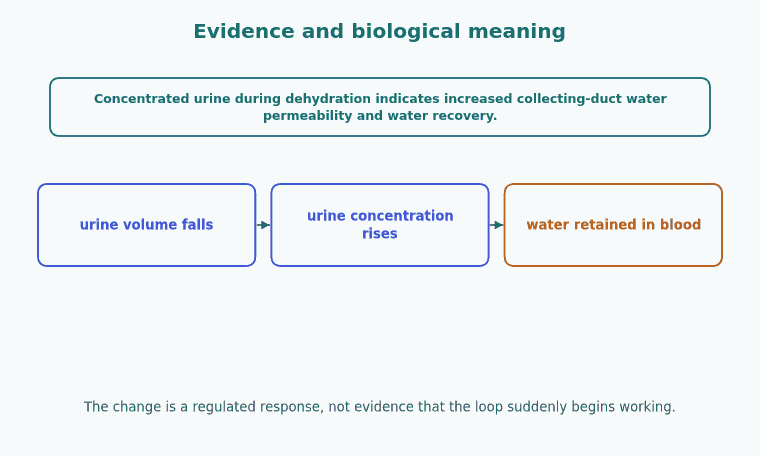 Evidence and biological meaning
Concentrated urine during dehydration indicates increased collecting-duct water
permeability and water recovery.
urine volume falls
urine concentration
rises
water retained in blood
The change is a regulated response, not evidence that the loop suddenly begins working.